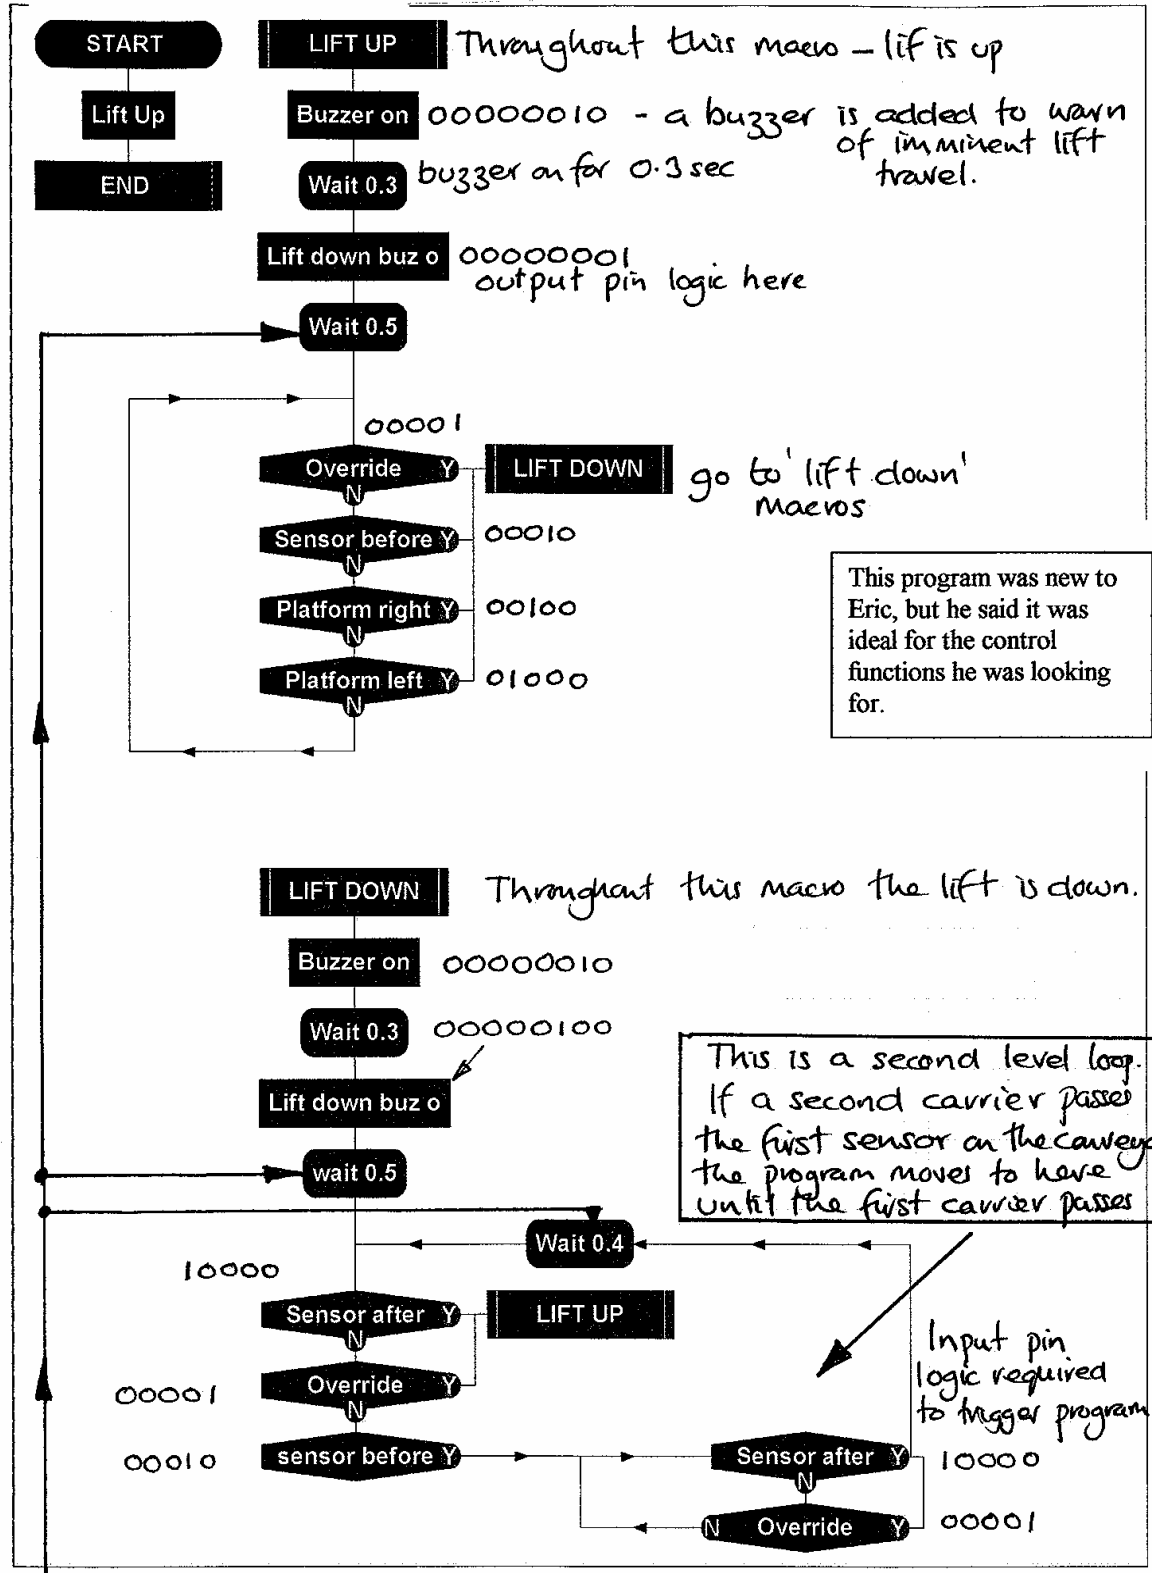 START
LIFT UP
Throughout this macro – lif is up
Lift Up
Buzzer on
00000010 - a buzzer is added to warn
of imminent lift
travel.
END
Wait 0.3
buzzer on for 0.3 sec
Lift down buz o
00000001
output pin logic here
Wait 0.5
00001
Override Y
N
LIFT DOWN
go to 'lift down'
macros
Sensor before Y
N
00010
Platform right Y
N
00100
Platform left Y
N
01000
This program was new to
Eric, but he said it was
ideal for the control
functions he was looking
for.
LIFT DOWN
Throughout this macro the lift is down.
Buzzer on
00000010
Wait 0.3
00000100
Lift down buz o
wait 0.5
This is a second level loop.
If a second carrier passes
the first sensor on the conveyo
the program moves to here
until the first carrier passes
Wait 0.4
10000
Sensor after Y
N
LIFT UP
00001
Override Y
N
00010
sensor before Y
Input pin
logic required
to trigger program
Sensor after Y
N
10000
N Override Y
00001